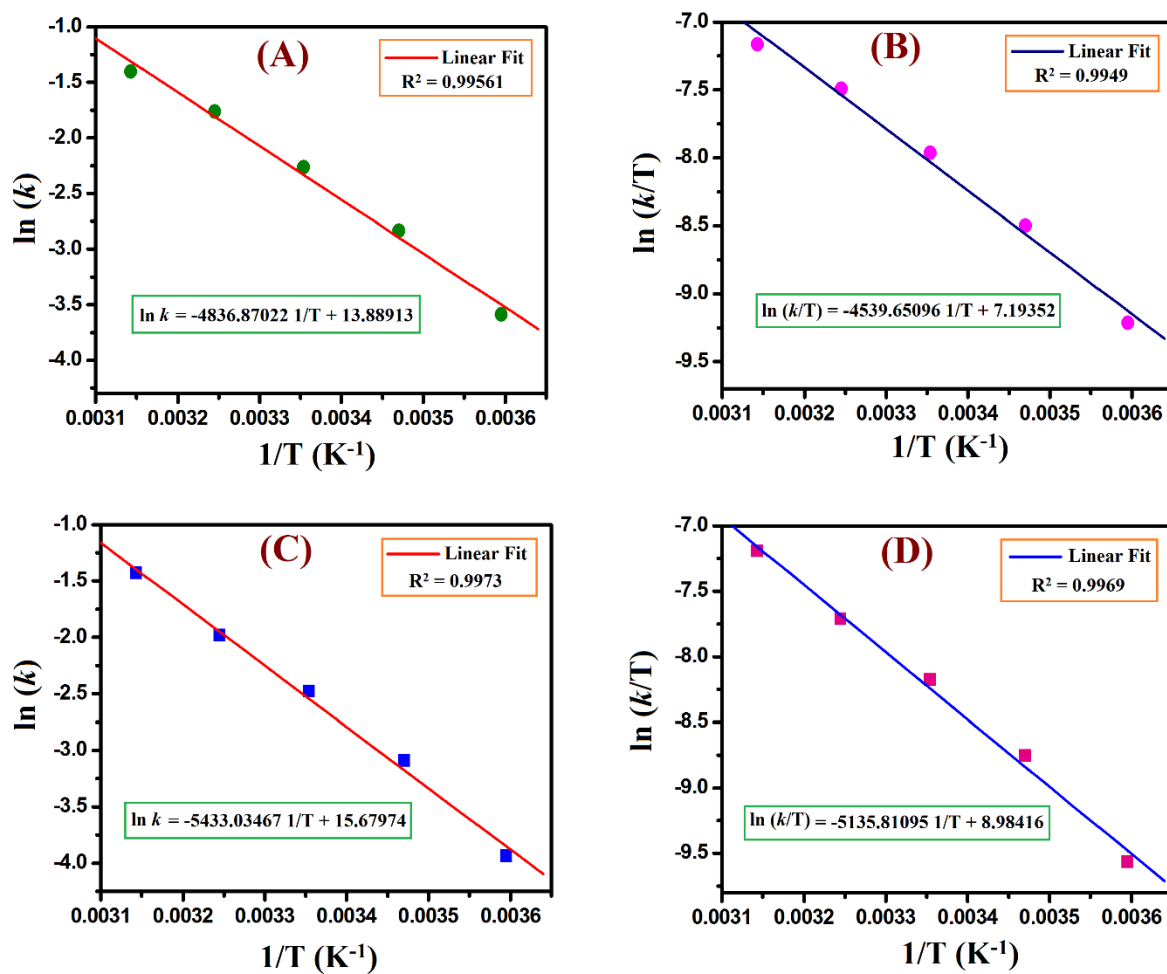 (A)
Linear Fit
R² = 0.99561
ln k = -4836.87022 1/T + 13.88913
-1.0
-1.5
-2.0
-2.5
-3.0
-3.5
-4.0
ln (k)
0.0031 0.0032 0.0033 0.0034 0.0035 0.0036
1/T (K⁻¹)
(B)
Linear Fit
R² = 0.9949
ln (k/T) = -4539.65096 1/T + 7.19352
-7.0
-7.5
-8.0
-8.5
-9.0
-9.5
ln (k/T)
0.0031 0.0032 0.0033 0.0034 0.0035 0.0036
1/T (K⁻¹)
(C)
Linear Fit
R² = 0.9973
ln k = -5433.03467 1/T + 15.67974
-1.0
-1.5
-2.0
-2.5
-3.0
-3.5
-4.0
ln (k)
0.0031 0.0032 0.0033 0.0034 0.0035 0.0036
1/T (K⁻¹)
(D)
Linear Fit
R² = 0.9969
ln (k/T) = -5135.81095 1/T + 8.98416
-7.0
-7.5
-8.0
-8.5
-9.0
-9.5
ln (k/T)
0.0031 0.0032 0.0033 0.0034 0.0035 0.0036
1/T (K⁻¹)